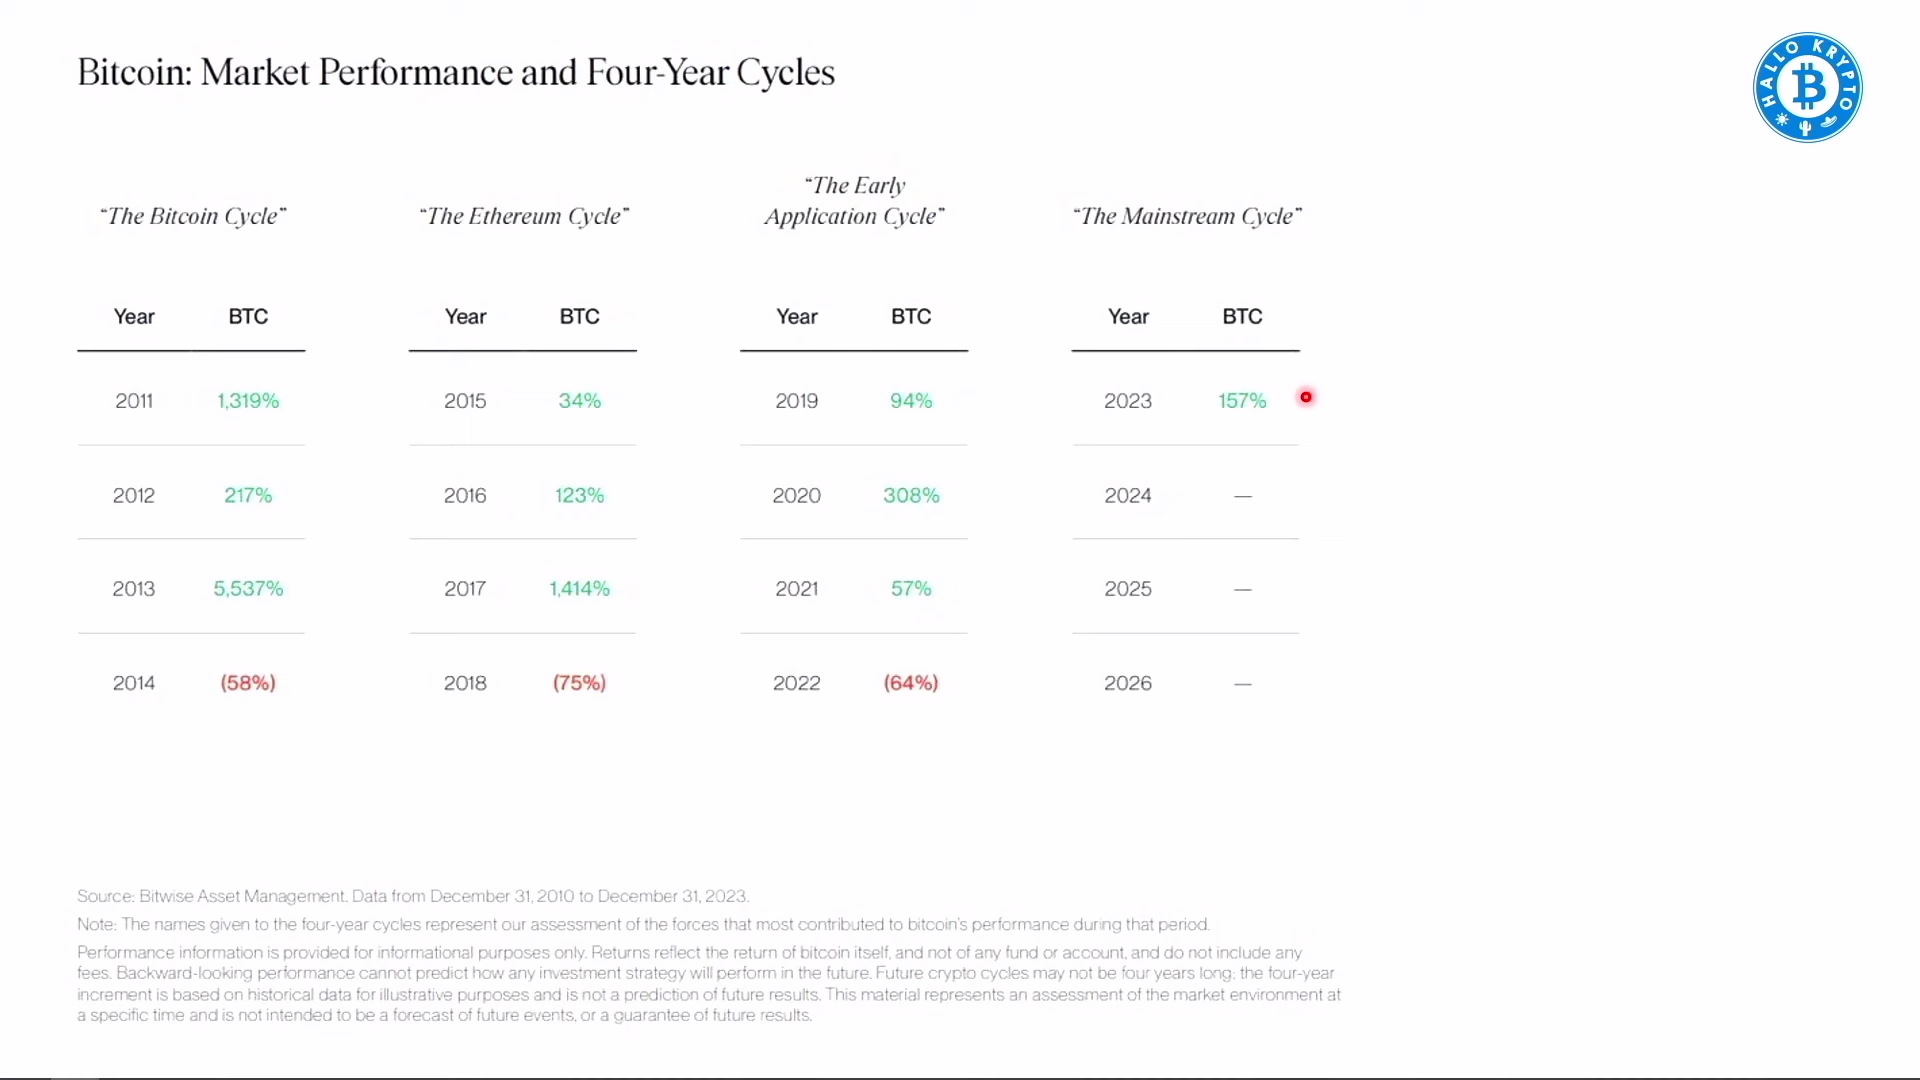 Bitcoin: Market Performance and Four-Year Cycles
HALLO KRYPTO
“The Bitcoin Cycle”
Year BTC
2011 1,319%
2012 217%
2013 5,537%
2014 (58%)
“The Ethereum Cycle”
Year BTC
2015 34%
2016 123%
2017 1,414%
2018 (75%)
“The Early
Application Cycle”
Year BTC
2019 94%
2020 308%
2021 57%
2022 (64%)
“The Mainstream Cycle”
Year BTC
2023 157%
2024 —
2025 —
2026 —
Source: Bitwise Asset Management. Data from December 31, 2010 to December 31, 2023.
Note: The names given to the four-year cycles represent our assessment of the forces that most contributed to bitcoin’s performance during that period.
Performance information is provided for informational purposes only. Returns reflect the return of bitcoin itself, and not of any fund or account, and do not include any
fees. Backward-looking performance cannot predict how any investment strategy will perform in the future. Future crypto cycles may not be four years long; the four-year
increment is based on historical data for illustrative purposes and is not a prediction of future results. This material represents an assessment of the market environment at
a specific time and is not intended to be a forecast of future events, or a guarantee of future results.